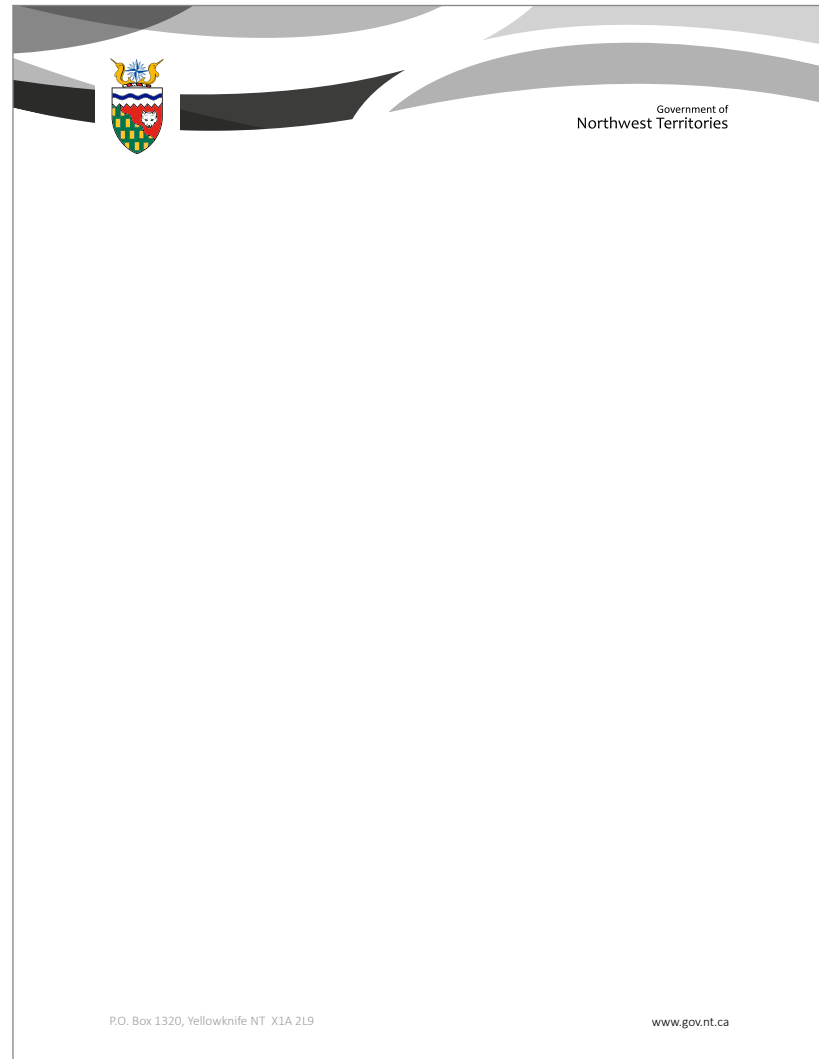 Government of
Northwest Territories
P.O. Box 1320, Yellowknife NT  X1A 2L9
www.gov.nt.ca